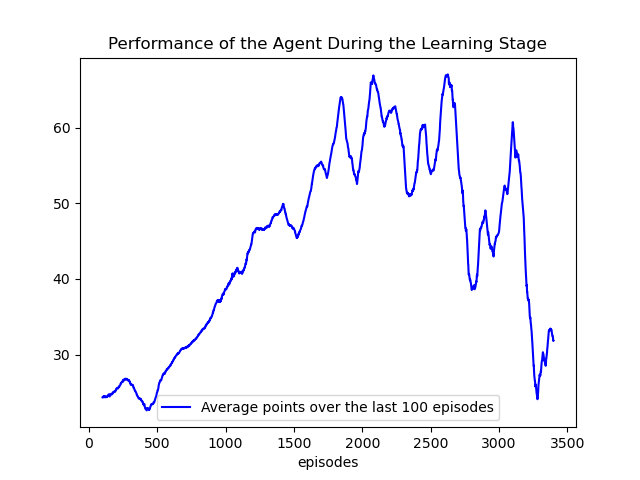 Performance of the Agent During the Learning Stage
60
50
40
30
Average points over the last 100 episodes
0 500 1000 1500 2000 2500 3000 3500
episodes